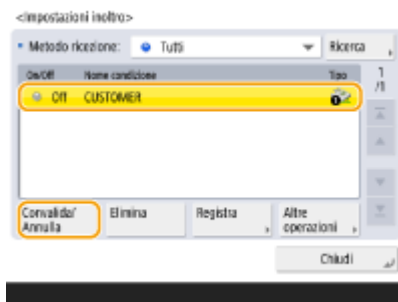 <Impostazioni inoltro>
• Metodo ricezione: Tutti Ricerca
On/Off Nome condizione Tipo
Off CUSTOMER
1
/1
Convalida/ Elimina Registra Altre
Annulla operazioni
Chiudi